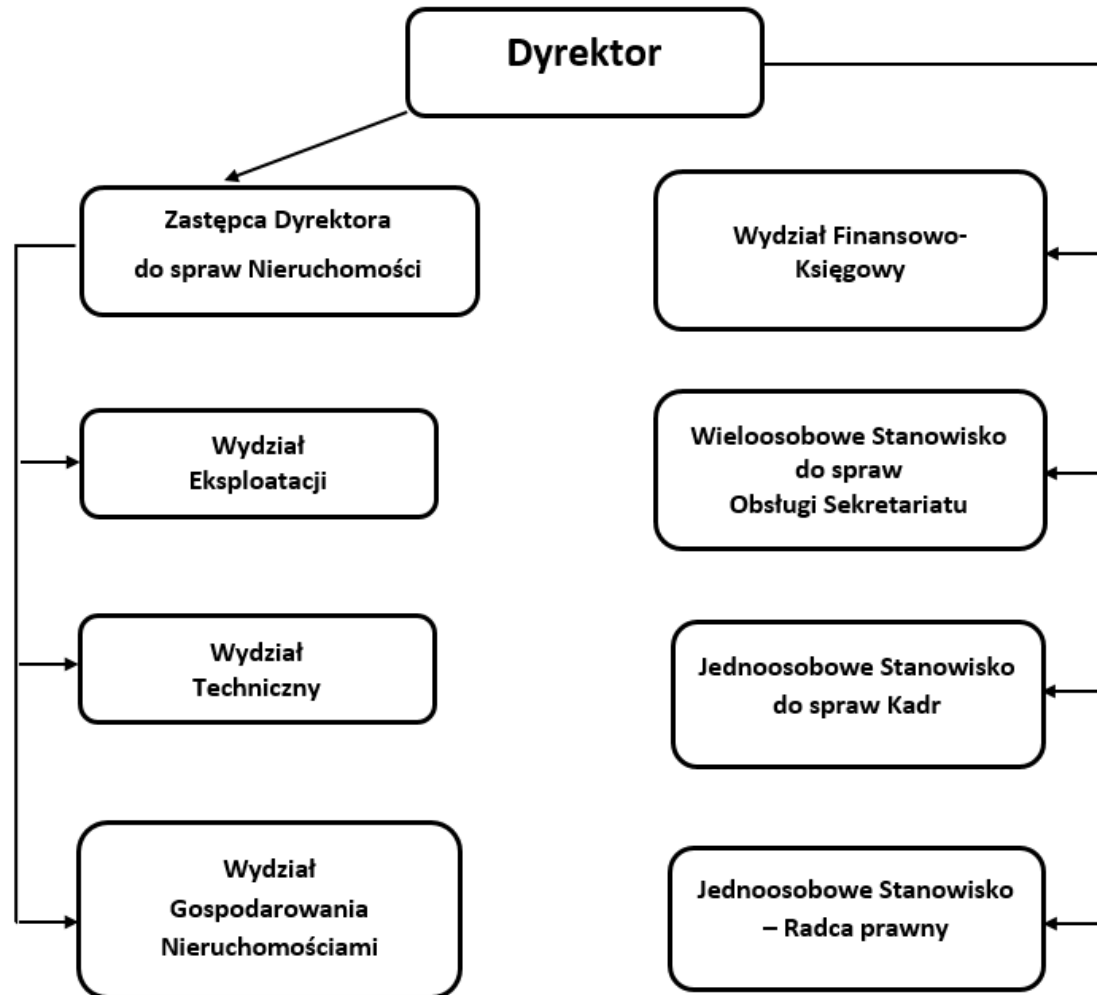 Dyrektor
Zastępca Dyrektora
do spraw Nieruchomości
Wydział
Eksploatacji
Wydział
Techniczny
Wydział
Gospodarowania
Nieruchomościami
Wydział Finansowo-
Księgowy
Wieloosobowe Stanowisko
do spraw
Obsługi Sekretariatu
Jednoosobowe Stanowisko
do spraw Kadr
Jednoosobowe Stanowisko
– Radca prawny